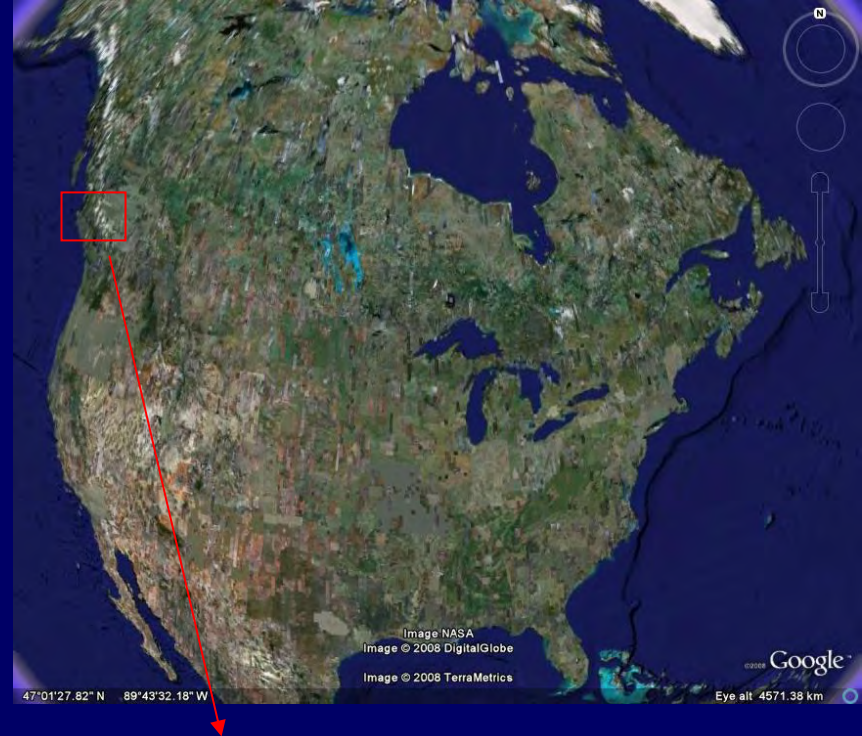 N
Image NASA
Image © 2008 DigitalGlobe
Image © 2008 TerraMetrics
©2008 Google
47°01'27.82" N 89°43'32.18" W Eye alt 4571.38 km